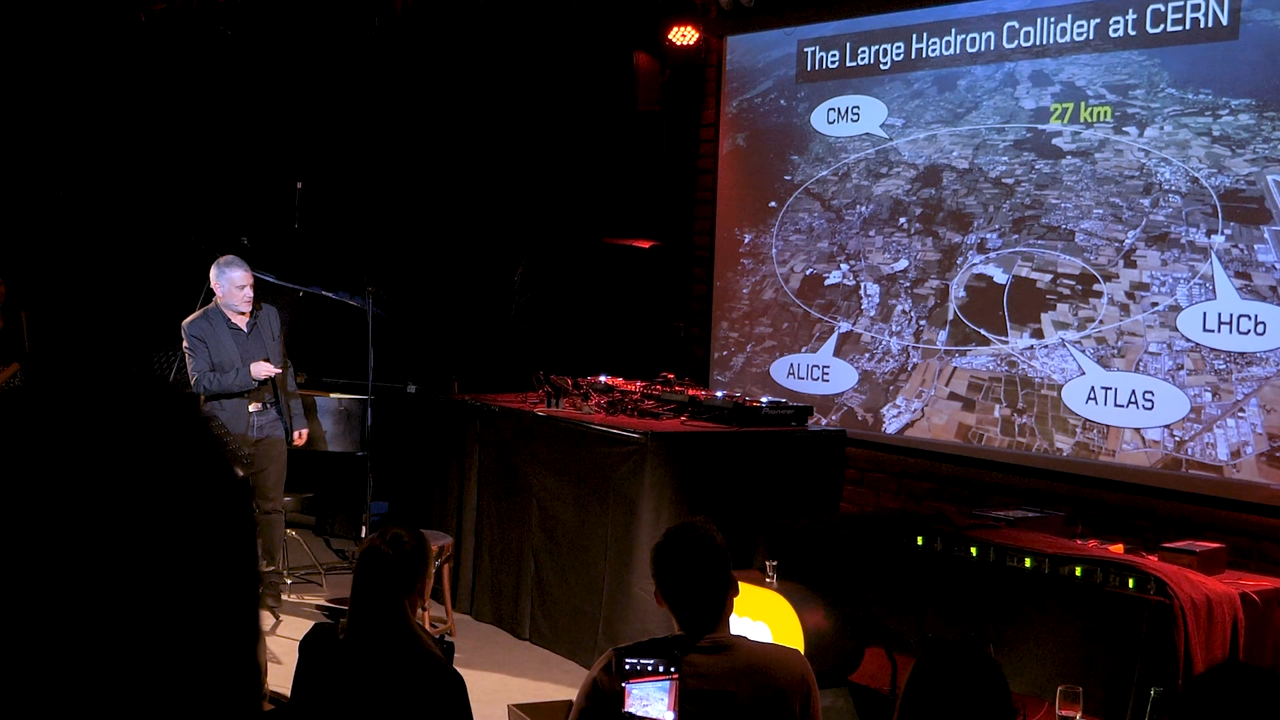 The Large Hadron Collider at CERN
27 km
CMS
LHCb
ALICE
ATLAS
Pioneer